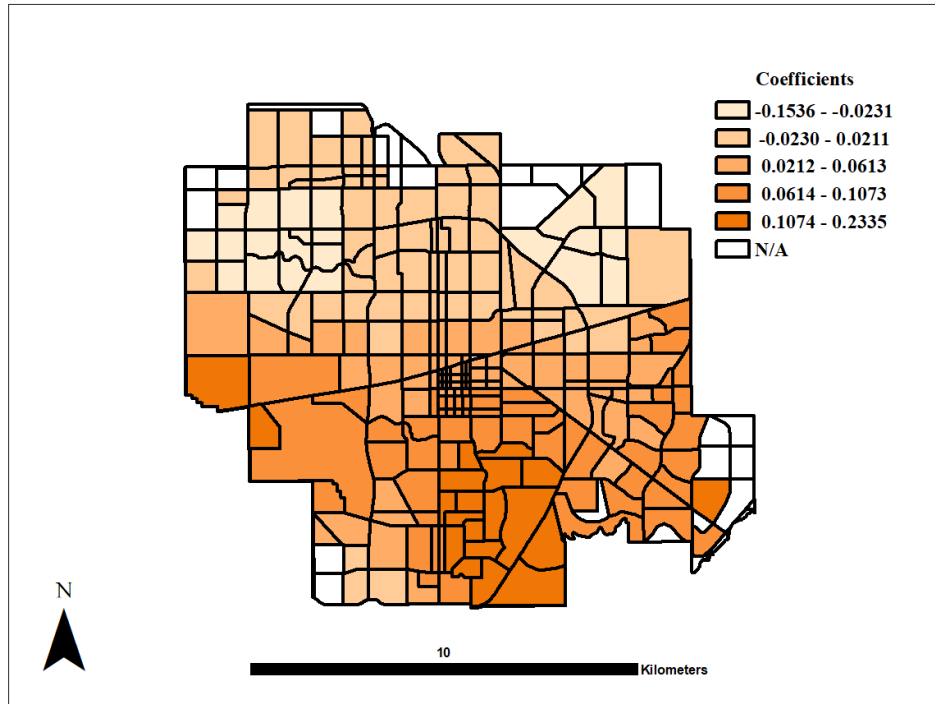 Coefficients
-0.1536 - -0.0231
-0.0230 - 0.0211
0.0212 - 0.0613
0.0614 - 0.1073
0.1074 - 0.2335
N/A
N
10
Kilometers